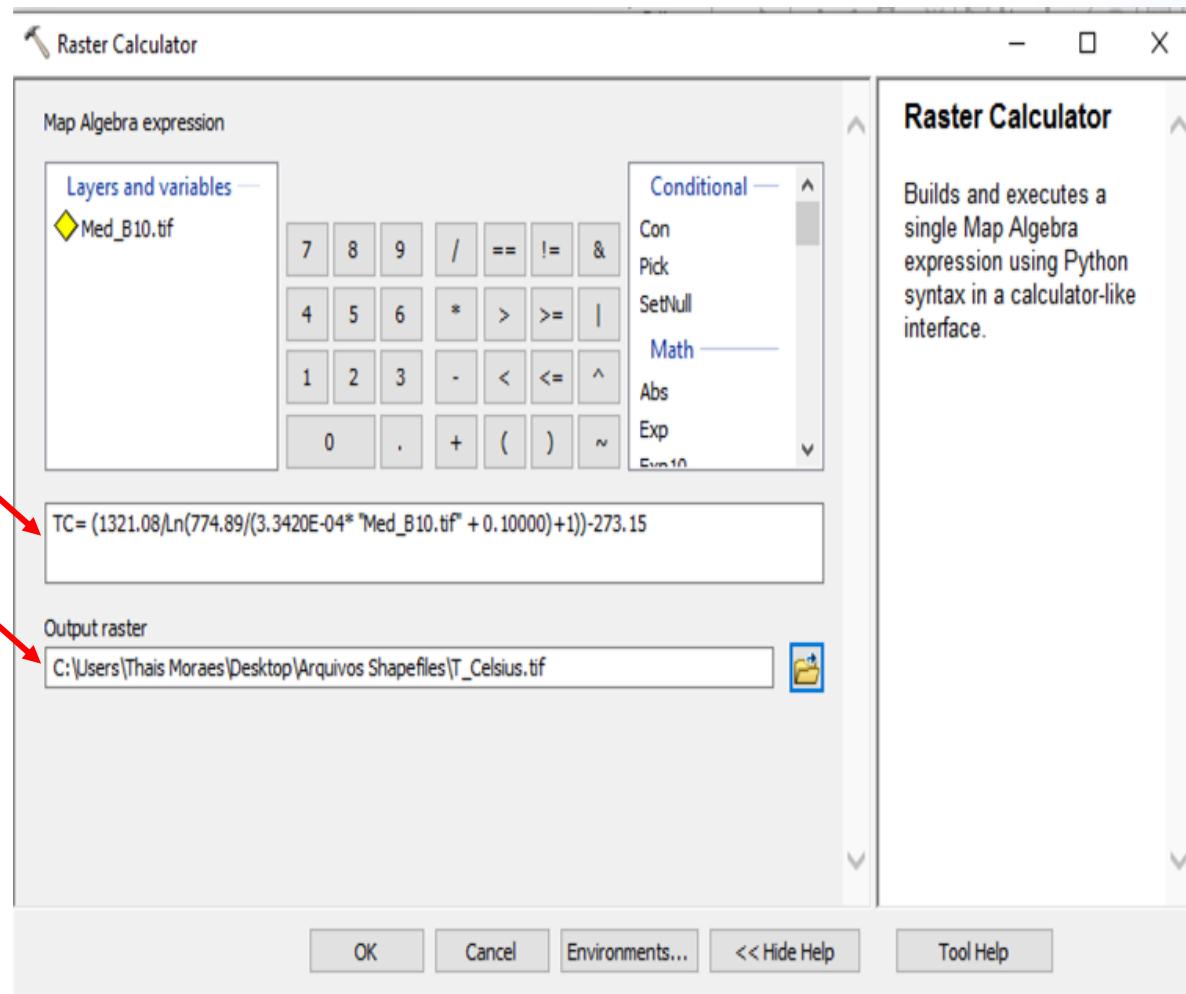 Raster Calculator
Map Algebra expression
Layers and variables
Med_B10.tif
7 8 9 / == != &
4 5 6 * > >= |
1 2 3 - < <= ^
0 . + ( ) ~
Conditional
Con
Pick
SetNull
Math
Abs
Exp
Exp10
TC= (1321.08/Ln(774.89/(3.3420E-04* "Med_B10.tif" + 0.10000)+1))-273.15
Output raster
C:\Users\Thais Moraes\Desktop\Arquivos Shapefiles\T_Celsius.tif
OK Cancel Environments... << Hide Help Tool Help
Raster Calculator
Builds and executes a
single Map Algebra
expression using Python
syntax in a calculator-like
interface.